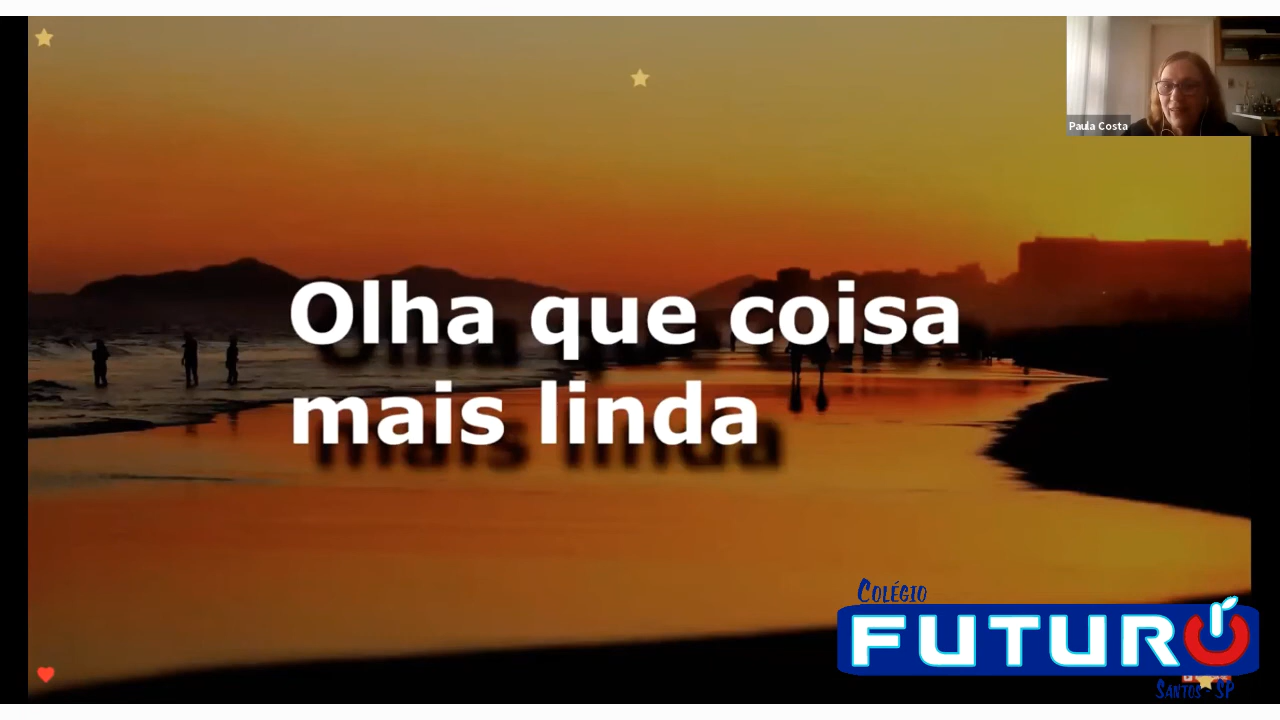 Paula Costa
Olha que coisa
mais linda
COLÉGIO
FUTURO
SANTOS - SP